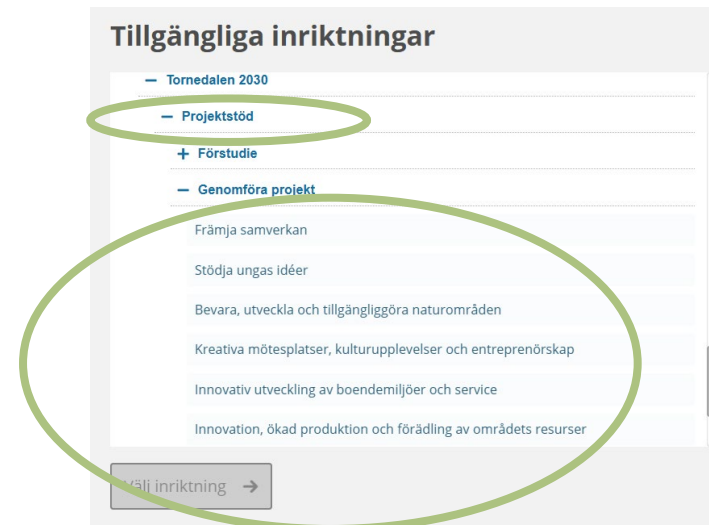 Tillgängliga inriktningar
− Tornedalen 2030
− Projektstöd
+ Förstudie
− Genomföra projekt
Främja samverkan
Stödja ungas idéer
Bevara, utveckla och tillgängliggöra naturområden
Kreativa mötesplatser, kulturupplevelser och entreprenörskap
Innovativ utveckling av boendemiljöer och service
Innovation, ökad produktion och förädling av områdets resurser
Välj inriktning →